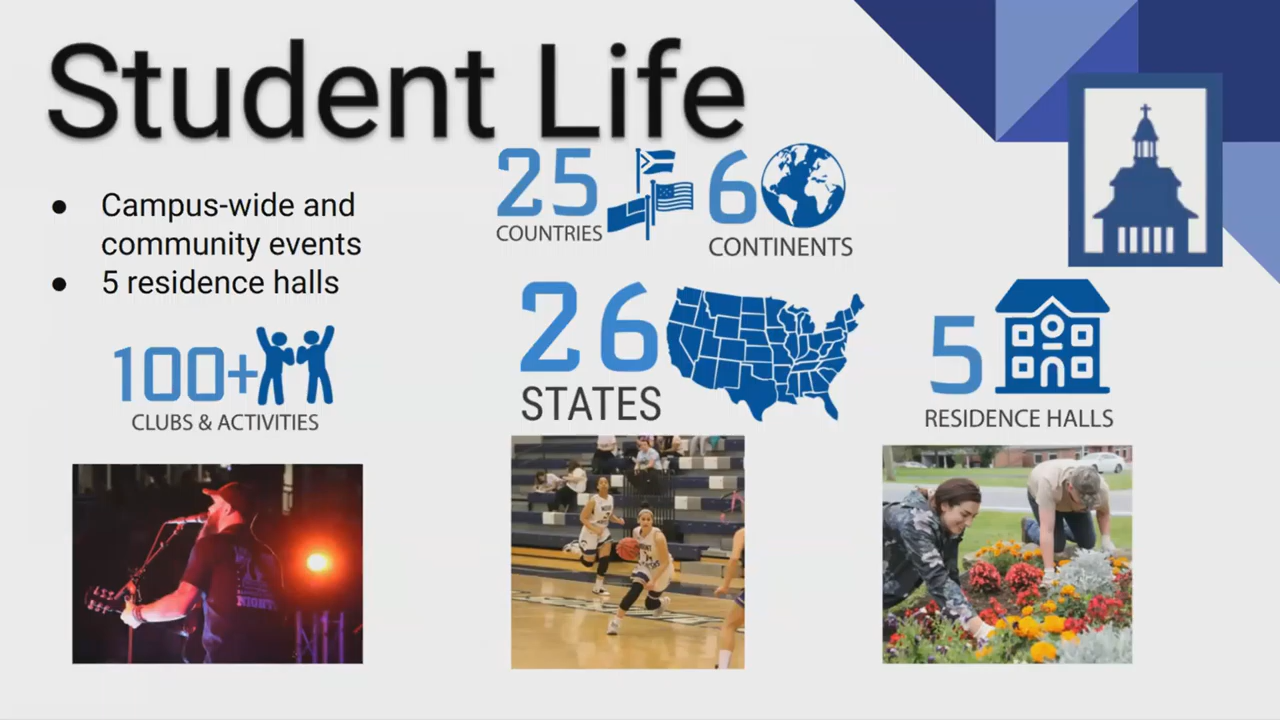 Student Life
● Campus-wide and
community events
● 5 residence halls
25
COUNTRIES
6
CONTINENTS
100+
CLUBS & ACTIVITIES
26
STATES
5
RESIDENCE HALLS